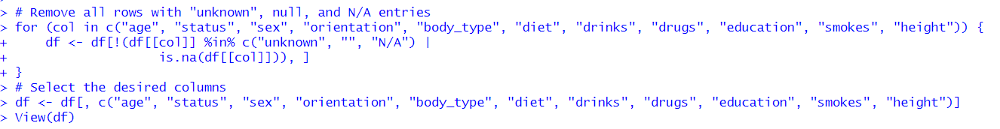 > # Remove all rows with "unknown", null, and N/A entries
> for (col in c("age", "status", "sex", "orientation", "body_type", "diet", "drinks", "drugs", "education", "smokes", "height")) {
+     df <- df[!(df[[col]] %in% c("unknown", "", "N/A") |
+                    is.na(df[[col]])), ]
+ }
> # Select the desired columns
> df <- df[, c("age", "status", "sex", "orientation", "body_type", "diet", "drinks", "drugs", "education", "smokes", "height")]
> View(df)